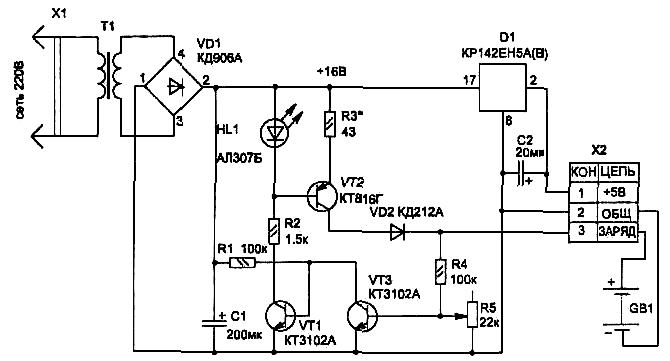 X1
T1
сеть 220В
VD1
КД906А
4
1
2
3
+16В
D1
КР142ЕН5А(В)
17
2
8
HL1
АЛ307Б
R3*
43
VT2
КТ816Г
C2
20мк
+
X2
КОН ЦЕПЬ
1 +5В
2 ОБЩ
3 ЗАРЯД
VD2 КД212А
R2
1.5к
R1 100к
VT3
КТ3102А
R4
100к
R5
22к
+
C1
200мк
VT1
КТ3102А
+
GB1
−